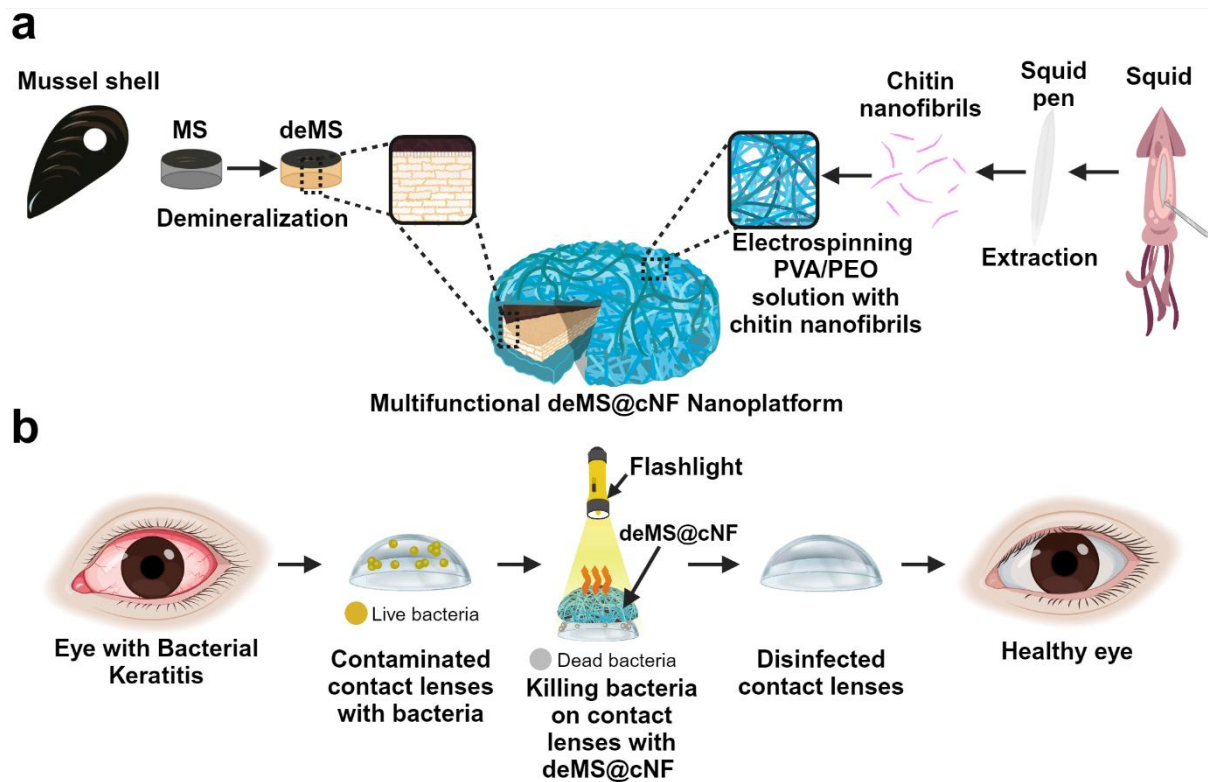 a
Mussel shell
MS
deMS
Demineralization
Chitin
nanofibrils
Squid
pen
Squid
Electrospinning
PVA/PEO
solution with
chitin nanofibrils
Extraction
Multifunctional deMS@cNF Nanoplatform
b
Flashlight
deMS@cNF
Live bacteria
Dead bacteria
Eye with Bacterial
Keratitis
Contaminated
contact lenses
with bacteria
Killing bacteria
on contact
lenses with
deMS@cNF
Disinfected
contact lenses
Healthy eye